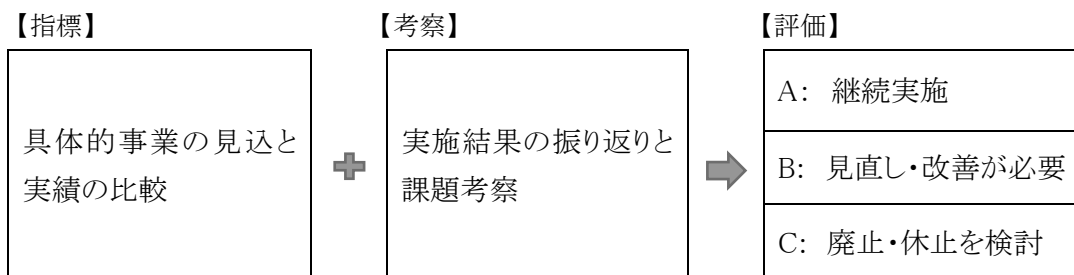 【指標】
具体的事業の見込と
実績の比較
【考察】
実施結果の振り返りと
課題考察
【評価】
A: 継続実施
B: 見直し・改善が必要
C: 廃止・休止を検討